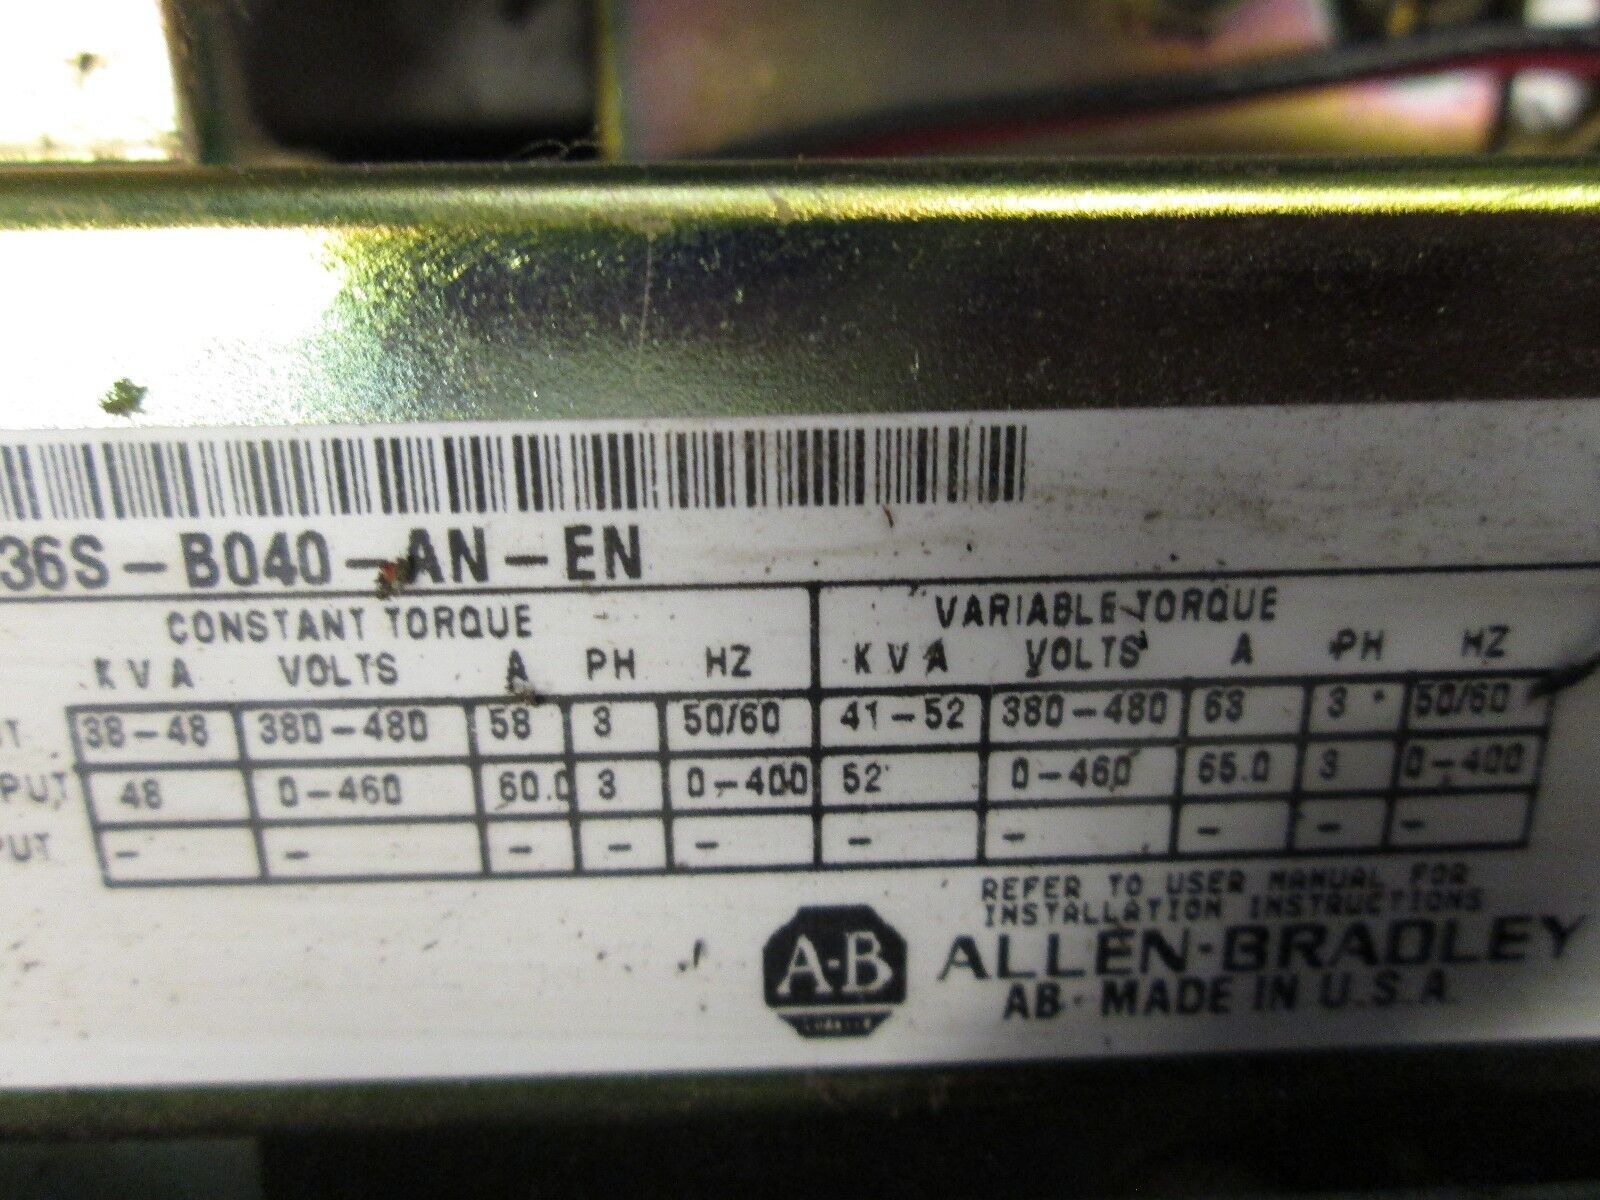 36S-B040-AN-EN
CONSTANT TORQUE VARIABLE TORQUE
KVA VOLTS A PH HZ KVA VOLTS A PH HZ
38-48 380-480 58 3 50/60 41-52 380-480 63 3 50/60
PUT 48 0-460 60.0 3 0-400 52 0-460 65.0 3 0-400
PUT - - - - - - - - - -
REFER TO USER MANUAL FOR
INSTALLATION INSTRUCTIONS
A-B ALLEN-BRADLEY
AB- MADE IN U.S.A.